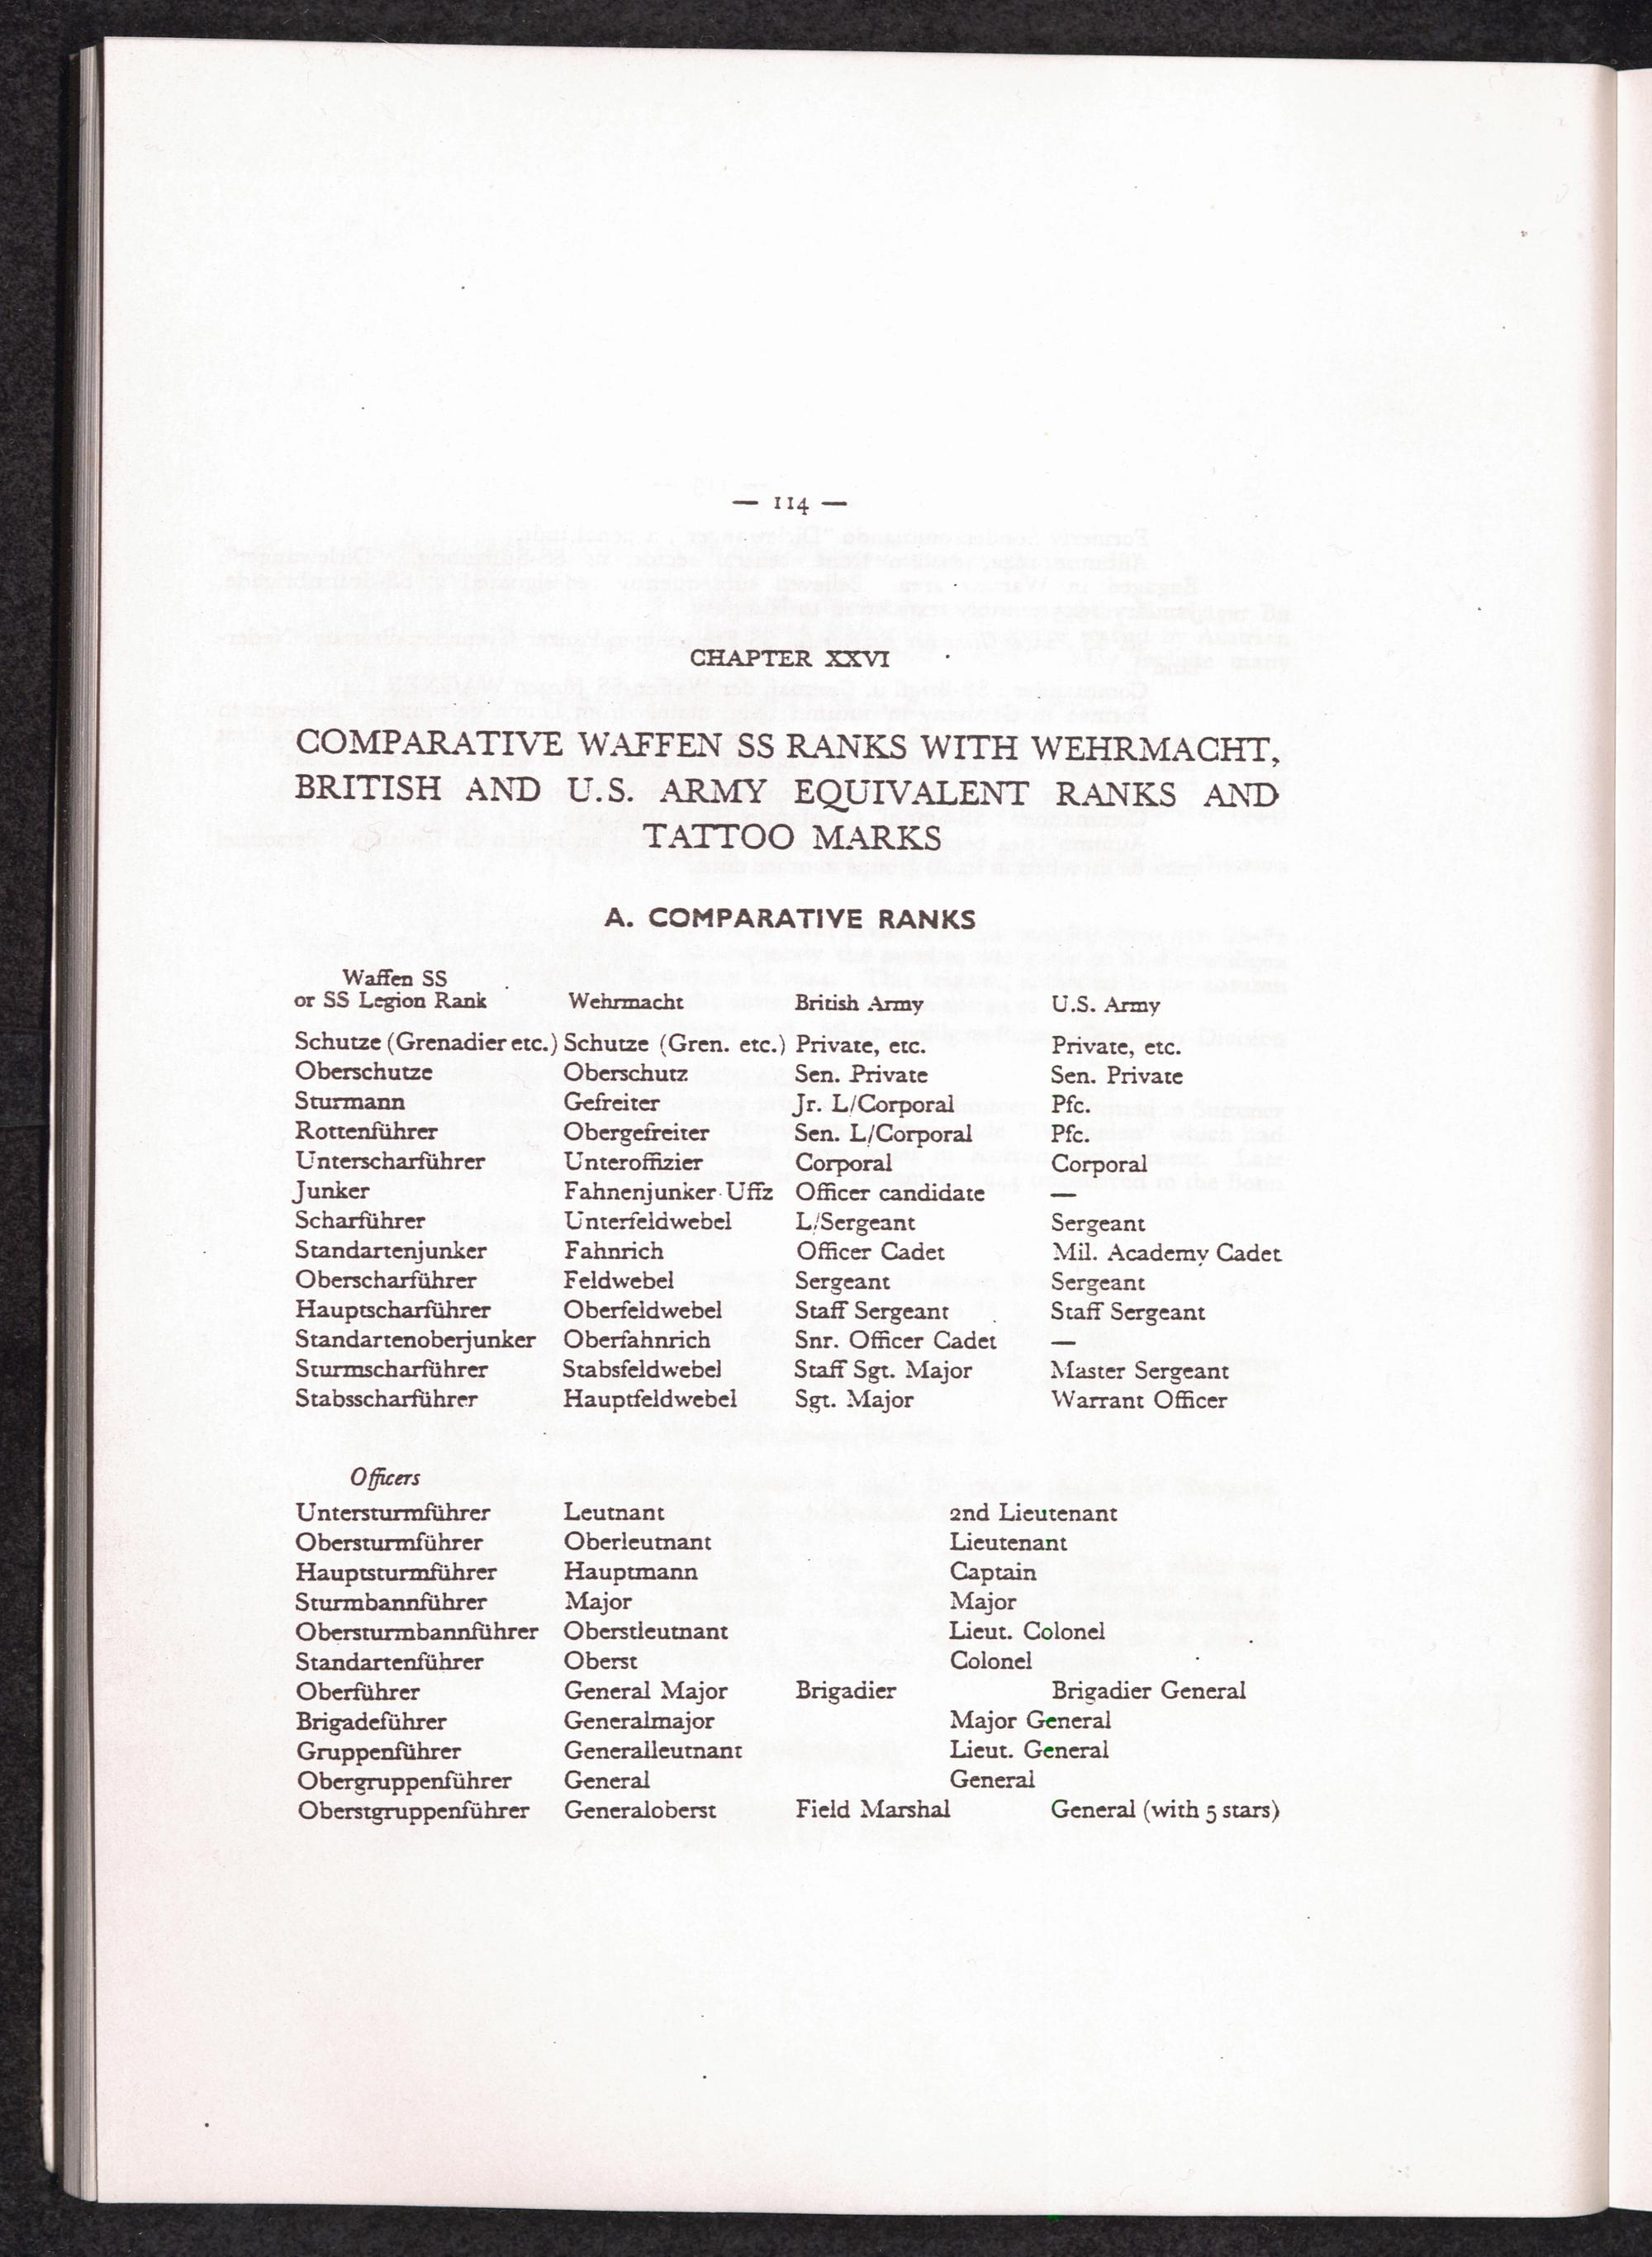 — 114 —
CHAPTER XXVI
COMPARATIVE WAFFEN SS RANKS WITH WEHRMACHT,
BRITISH AND U.S. ARMY EQUIVALENT RANKS AND
TATTOO MARKS
A. COMPARATIVE RANKS
Waffen SS
or SS Legion Rank Wehrmacht British Army U.S. Army
Schutze (Grenadier etc.) Schutze (Gren. etc.) Private, etc. Private, etc.
Oberschutze Oberschutz Sen. Private Sen. Private
Sturmann Gefreiter Jr. L/Corporal Pfc.
Rottenführer Obergefreiter Sen. L/Corporal Pfc.
Unterscharführer Unteroffizier Corporal Corporal
Junker Fahnenjunker Uffz Officer candidate —
Scharführer Unterfeldwebel L/Sergeant Sergeant
Standartenjunker Fahnrich Officer Cadet Mil. Academy Cadet
Oberscharführer Feldwebel Sergeant Sergeant
Hauptscharführer Oberfeldwebel Staff Sergeant Staff Sergeant
Standartenoberjunker Oberfahnrich Snr. Officer Cadet —
Sturmscharführer Stabsfeldwebel Staff Sgt. Major Master Sergeant
Stabsscharführer Hauptfeldwebel Sgt. Major Warrant Officer
Officers
Untersturmführer Leutnant 2nd Lieutenant
Obersturmführer Oberleutnant Lieutenant
Hauptsturmführer Hauptmann Captain
Sturmbannführer Major Major
Obersturmbannführer Oberstleutnant Lieut. Colonel
Standartenführer Oberst Colonel
Oberführer General Major Brigadier Brigadier General
Brigadeführer Generalmajor Major General
Gruppenführer Generalleutnant Lieut. General
Obergruppenführer General General
Oberstgruppenführer Generaloberst Field Marshal General (with 5 stars)